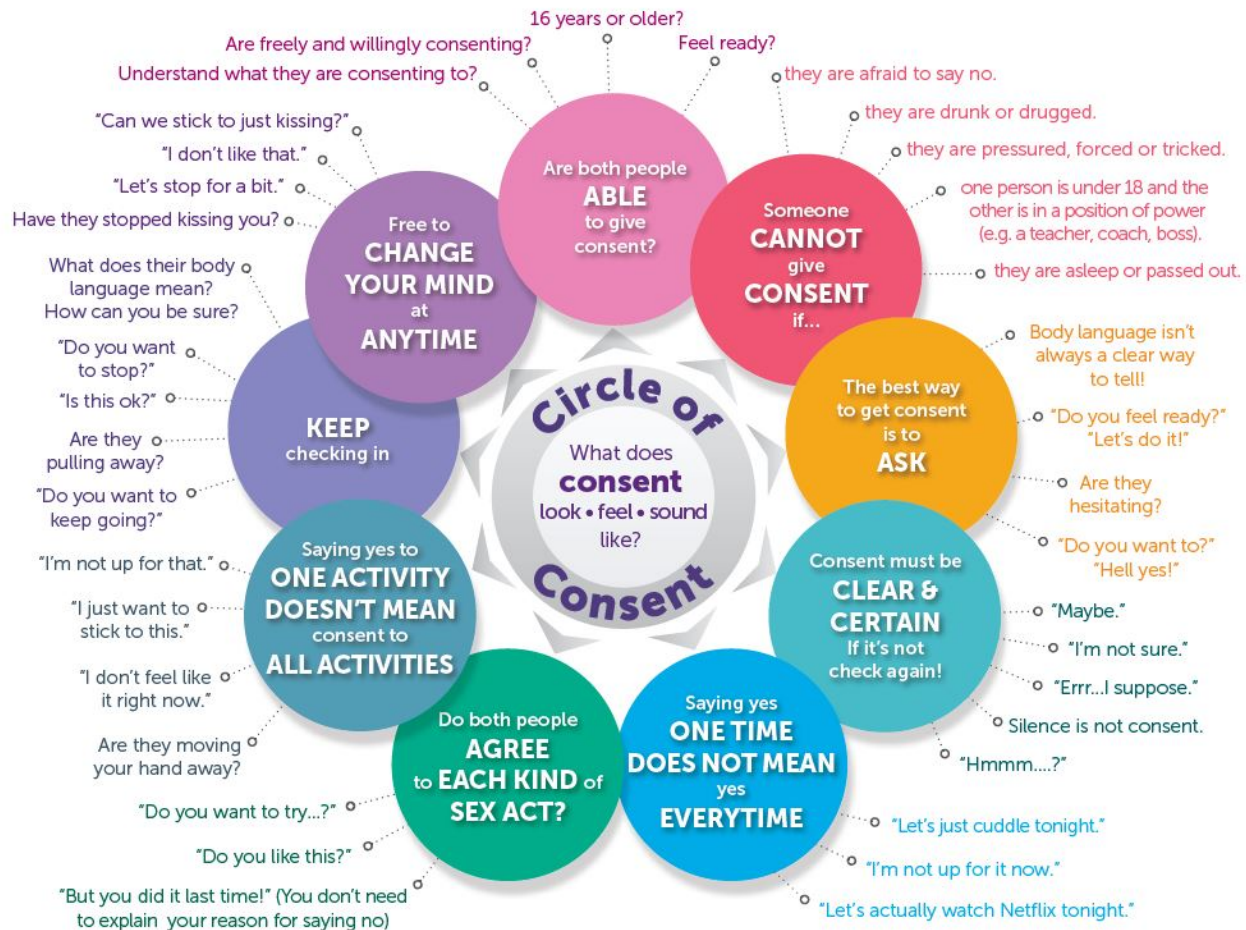 Circle of
Consent
What does
consent
look • feel • sound
like?
Are both people
ABLE
to give
consent?
Understand what they are consenting to?
Are freely and willingly consenting?
16 years or older?
Feel ready?
Someone
CANNOT
give
CONSENT
if...
they are afraid to say no.
they are drunk or drugged.
they are pressured, forced or tricked.
one person is under 18 and the
other is in a position of power
(e.g. a teacher, coach, boss).
they are asleep or passed out.
The best way
to get consent
is to
ASK
Body language isn't
always a clear way
to tell!
"Do you feel ready?"
"Let's do it!"
Are they
hesitating?
"Do you want to?"
"Hell yes!"
Consent must be
CLEAR &
CERTAIN
If it's not
check again!
"Maybe."
"I'm not sure."
"Errr...I suppose."
Silence is not consent.
"Hmmm....?"
Saying yes
ONE TIME
DOES NOT MEAN
yes
EVERYTIME
"Let's just cuddle tonight."
"I'm not up for it now."
"Let's actually watch Netflix tonight."
Do both people
AGREE
to EACH KIND of
SEX ACT?
"Do you want to try...?"
"Do you like this?"
"But you did it last time!" (You don't need
to explain your reason for saying no)
Saying yes to
ONE ACTIVITY
DOESN'T MEAN
consent to
ALL ACTIVITIES
"I'm not up for that."
"I just want to
stick to this."
"I don't feel like
it right now."
Are they moving
your hand away?
KEEP
checking in
What does their body
language mean?
How can you be sure?
"Do you want
to stop?"
"Is this ok?"
Are they
pulling away?
"Do you want to
keep going?"
Free to
CHANGE
YOUR MIND
at
ANYTIME
"Can we stick to just kissing?"
"I don't like that."
"Let's stop for a bit."
Have they stopped kissing you?